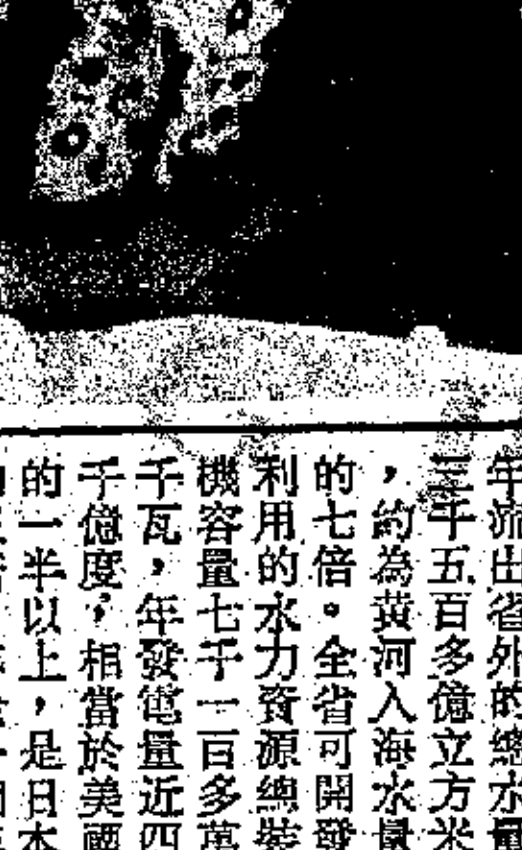 年流出省外的總水量
三千五百多億立方米
，約為黃河入海水量
的七倍。全省可開發
利用的水力資源總裝
機容量七千一百多萬
千瓦，年發電量近四
千億度，相當於美國
的一半以上，是日本